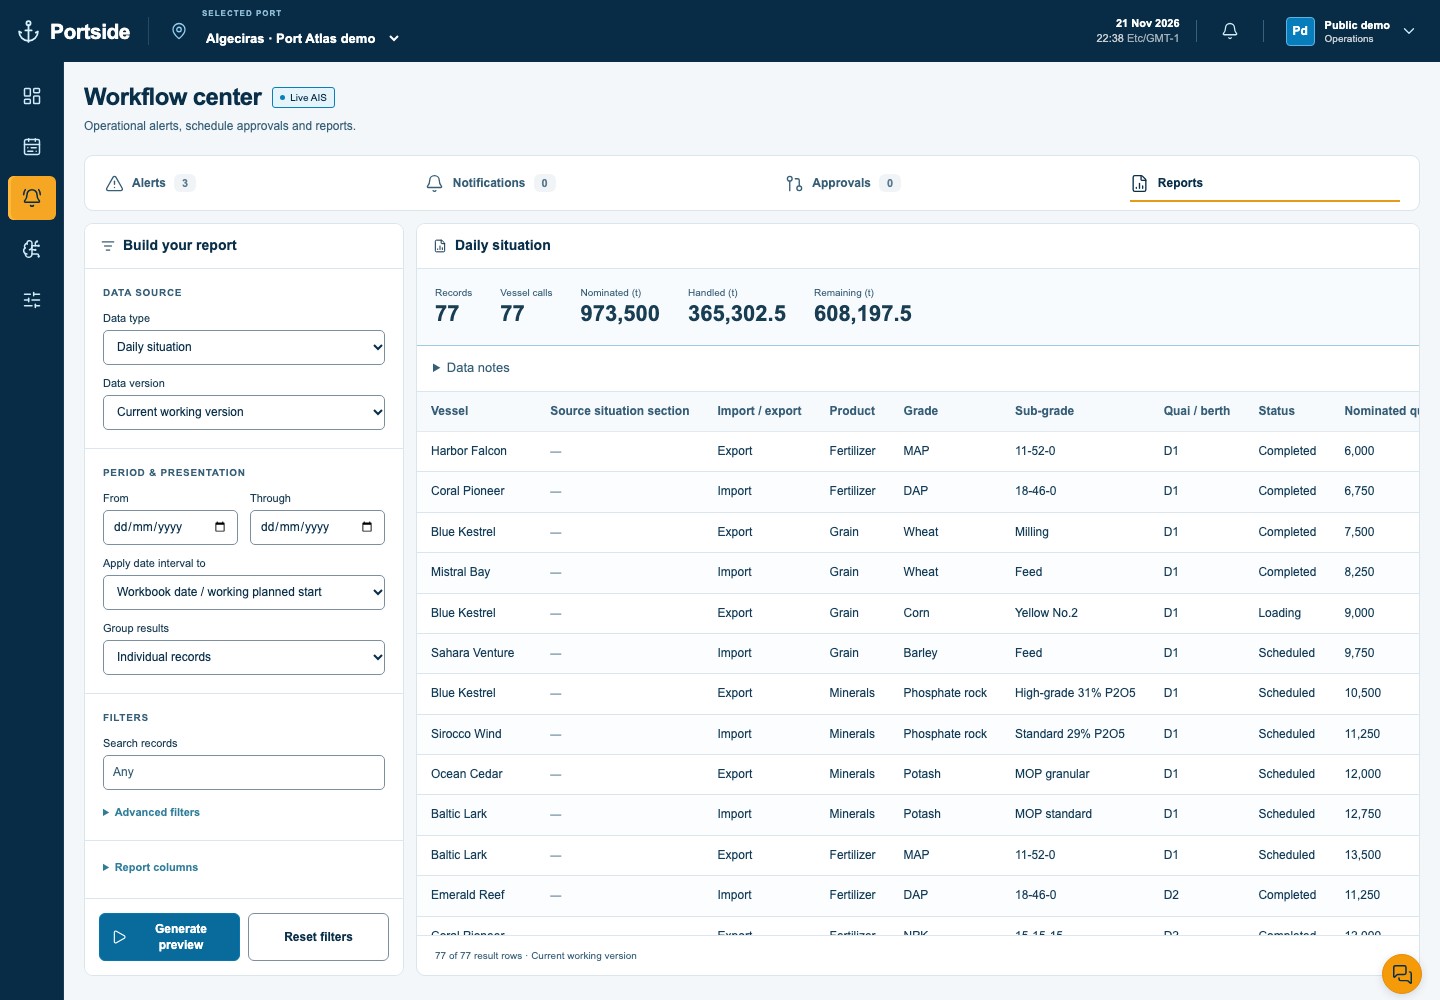 Portside
SELECTED PORT
Algeciras · Port Atlas demo
21 Nov 2026
22:38 Etc/GMT-1
Pd
Public demo
Operations
Workflow center
Live AIS
Operational alerts, schedule approvals and reports.
Alerts 3
Notifications 0
Approvals 0
Reports
Build your report
DATA SOURCE
Data type
Daily situation
Data version
Current working version
PERIOD & PRESENTATION
From Through
dd/mm/yyyy dd/mm/yyyy
Apply date interval to
Workbook date / working planned start
Group results
Individual records
FILTERS
Search records
Any
Advanced filters
Report columns
Generate
preview
Reset filters
Daily situation
Records Vessel calls Nominated (t) Handled (t) Remaining (t)
77 77 973,500 365,302.5 608,197.5
Data notes
Vessel Source situation section Import / export Product Grade Sub-grade Quai / berth Status Nominated
Harbor Falcon — Export Fertilizer MAP 11-52-0 D1 Completed 6,000
Coral Pioneer — Import Fertilizer DAP 18-46-0 D1 Completed 6,750
Blue Kestrel — Export Grain Wheat Milling D1 Completed 7,500
Mistral Bay — Import Grain Wheat Feed D1 Completed 8,250
Blue Kestrel — Export Grain Corn Yellow No.2 D1 Loading 9,000
Sahara Venture — Import Grain Barley Feed D1 Scheduled 9,750
Blue Kestrel — Export Minerals Phosphate rock High-grade 31% P2O5 D1 Scheduled 10,500
Sirocco Wind — Import Minerals Phosphate rock Standard 29% P2O5 D1 Scheduled 11,250
Ocean Cedar — Export Minerals Potash MOP granular D1 Scheduled 12,000
Baltic Lark — Import Minerals Potash MOP standard D1 Scheduled 12,750
Baltic Lark — Export Fertilizer MAP 11-52-0 D1 Scheduled 13,500
Emerald Reef — Import Fertilizer DAP 18-46-0 D2 Completed 11,250
Coral Pioneer — Export Fertilizer NPK 15-15-15 D2 Completed 12,000
77 of 77 result rows · Current working version